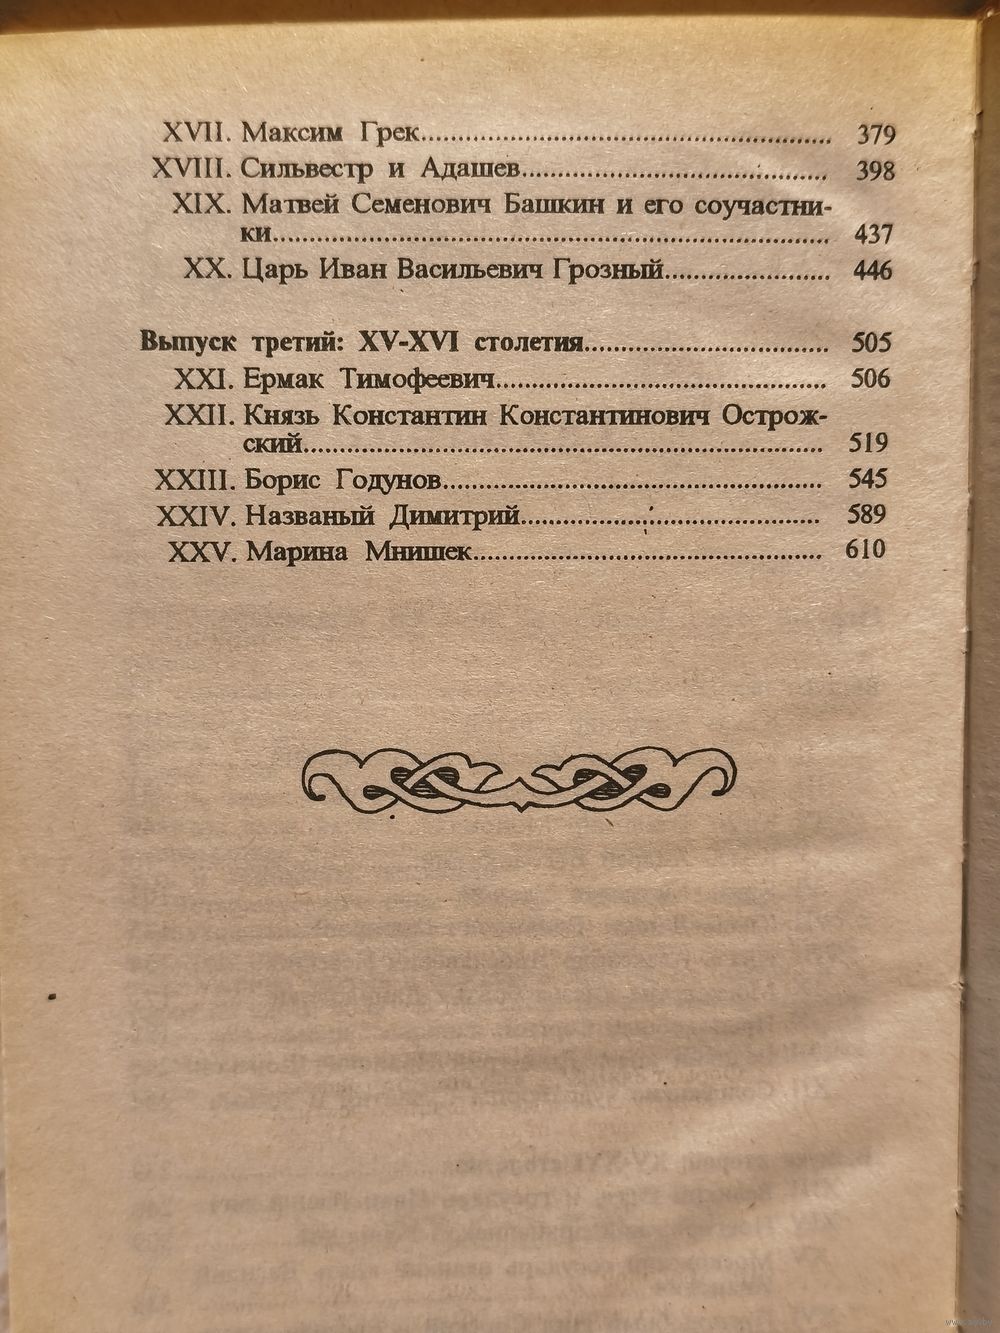 XVII. Максим Грек........ 379
XVIII. Сильвестр и Адашев........ 398
XIX. Матвей Семенович Башкин и его соучастни-
ки........ 437
XX. Царь Иван Васильевич Грозный........ 446
Выпуск третий: XV-XVI столетия........ 505
XXI. Ермак Тимофеевич........ 506
XXII. Князь Константин Константинович Острож-
ский........ 519
XXIII. Борис Годунов........ 545
XXIV. Названый Димитрий........ 589
XXV. Марина Мнишек........ 610